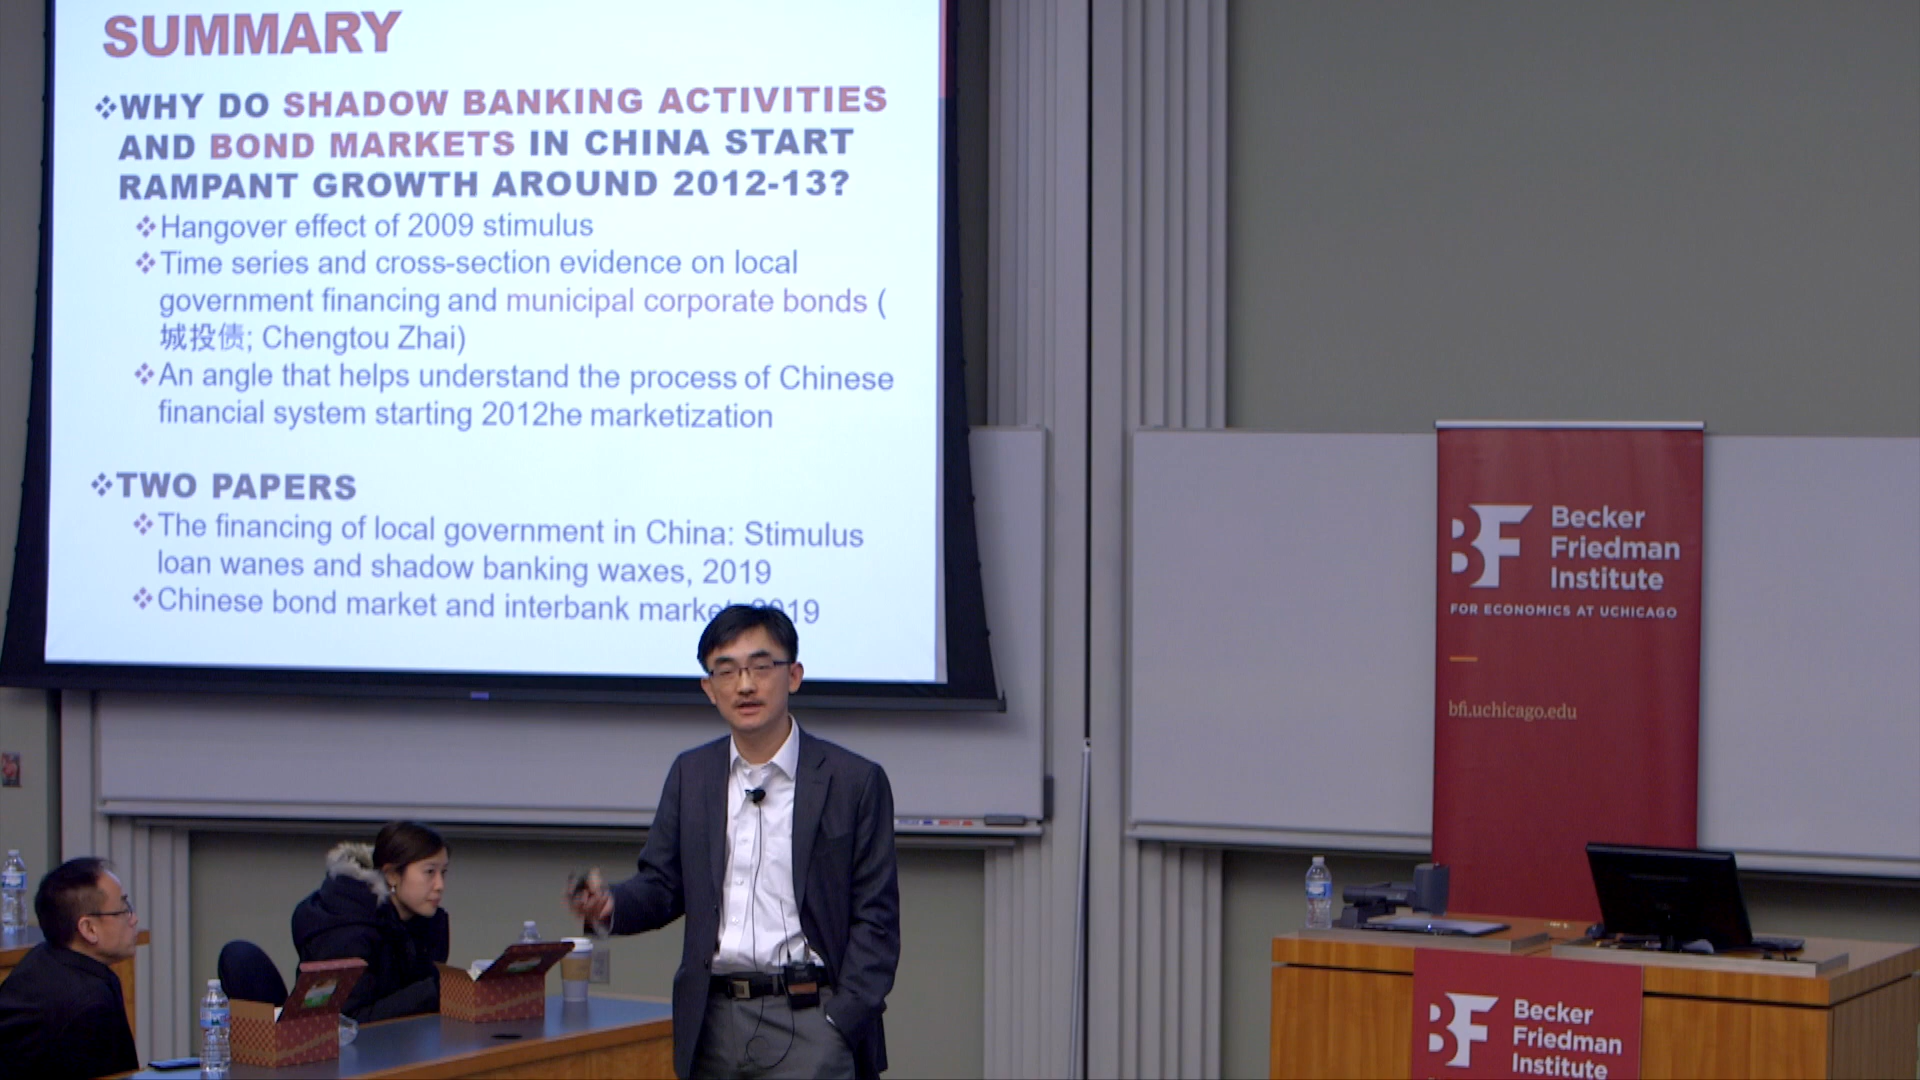 SUMMARY
WHY DO SHADOW BANKING ACTIVITIES
AND BOND MARKETS IN CHINA START
RAMPANT GROWTH AROUND 2012-13?
Hangover effect of 2009 stimulus
Time series and cross-section evidence on local
government financing and municipal corporate bonds (
城投债; Chengtou Zhai)
An angle that helps understand the process of Chinese
financial system starting 2012he marketization
TWO PAPERS
The financing of local government in China: Stimulus
loan wanes and shadow banking waxes, 2019
Chinese bond market and interbank
BF
Becker
Friedman
Institute
FOR ECONOMICS AT UCHICAGO
bfi.uchicago.edu
BF
Becker
Friedman
Institute